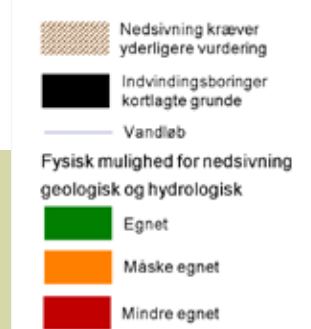 Nedsivning kræver
yderligere vurdering
Indvindingsboringer
kortlagte grunde
Vandløb
Fysisk mulighed for nedsivning
geologisk og hydrologisk
Egnet
Måske egnet
Mindre egnet